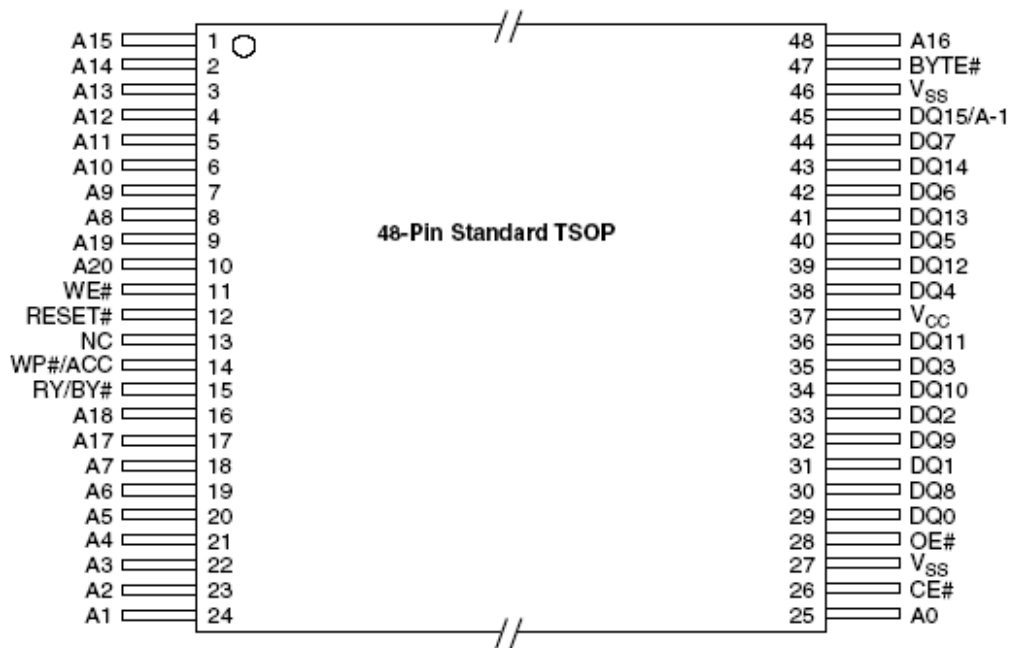 A15 1 48 A16
A14 2 47 BYTE#
A13 3 46 VSS
A12 4 45 DQ15/A-1
A11 5 44 DQ7
A10 6 43 DQ14
A9 7 42 DQ6
A8 8 41 DQ13
48-Pin Standard TSOP
A19 9 40 DQ5
A20 10 39 DQ12
WE# 11 38 DQ4
RESET# 12 37 VCC
NC 13 36 DQ11
WP#/ACC 14 35 DQ3
RY/BY# 15 34 DQ10
A18 16 33 DQ2
A17 17 32 DQ9
A7 18 31 DQ1
A6 19 30 DQ8
A5 20 29 DQ0
A4 21 28 OE#
A3 22 27 VSS
A2 23 26 CE#
A1 24 25 A0